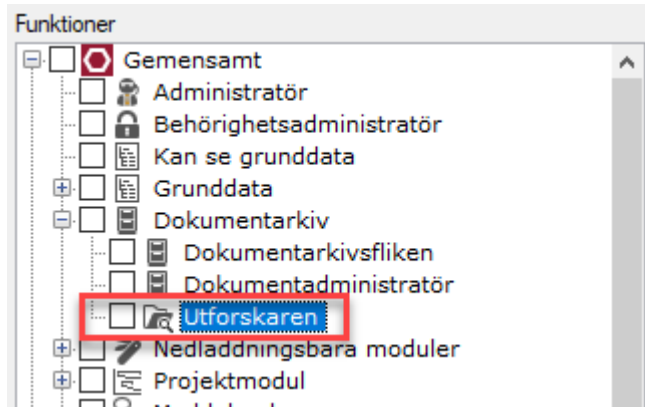 Funktioner
Gemensamt
Administratör
Behörighetsadministratör
Kan se grunddata
Grunddata
Dokumentarkiv
Dokumentarkivsfliken
Dokumentadministratör
Utforskaren
Nedladdningsbara moduler
Projektmodul